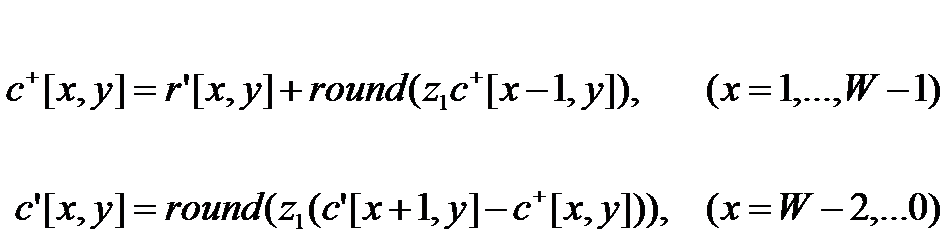 c⁺[x, y] = r'[x, y] + round(z₁c⁺[x−1, y]), (x = 1,...,W −1)
c'[x, y] = round(z₁(c'[x+1, y] − c⁺[x, y])), (x = W − 2,...0)